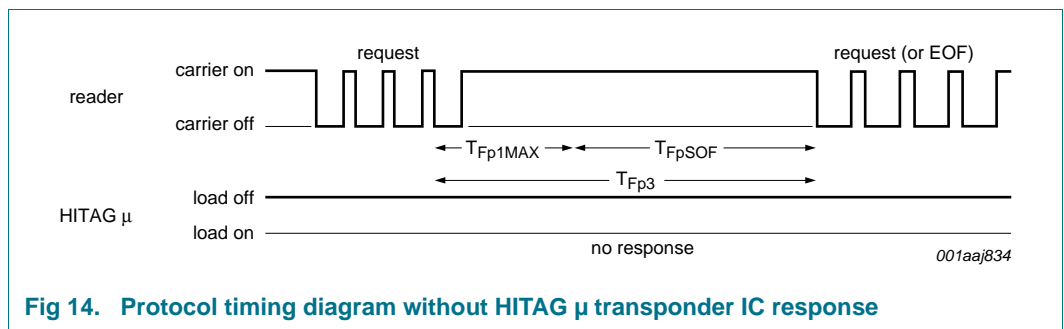 request
request (or EOF)
carrier on
reader
carrier off
TFp1MAX
TFpSOF
TFp3
load off
HITAG μ
load on
no response
001aaj834
Fig 14. Protocol timing diagram without HITAG μ transponder IC response